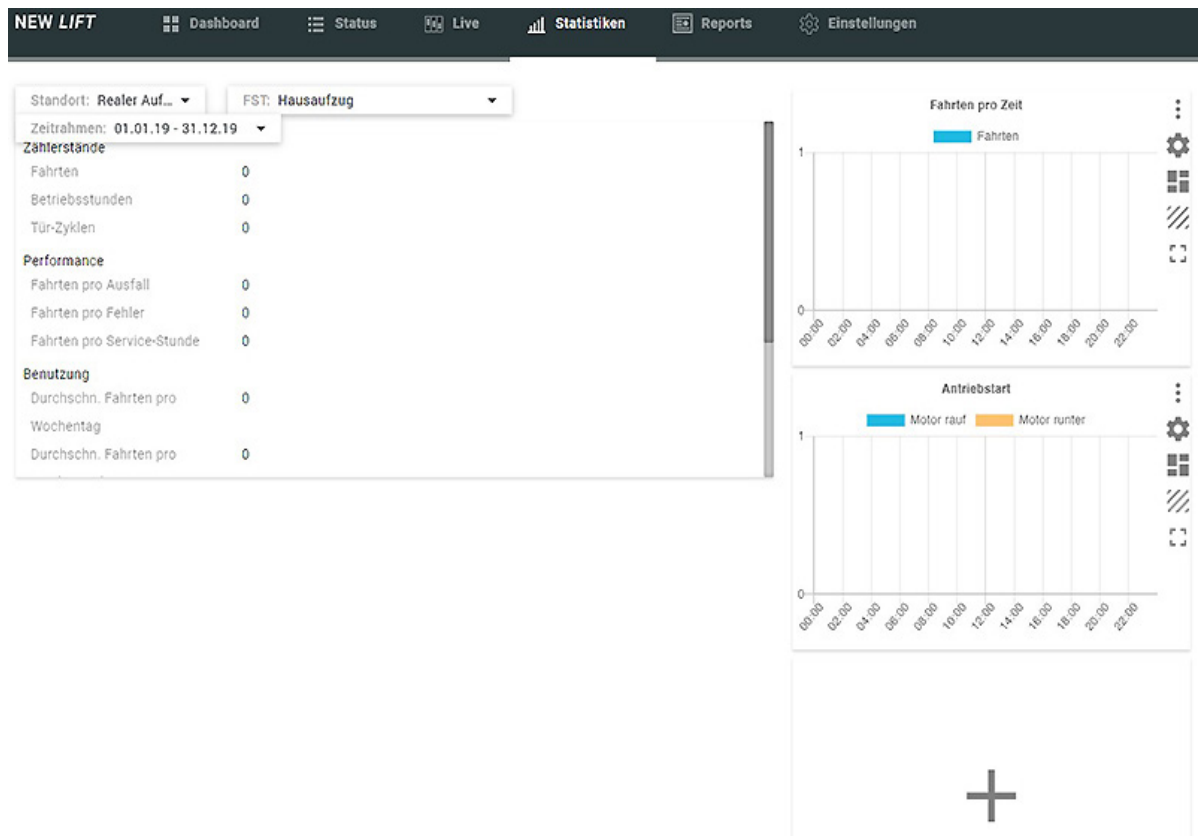 NEW LIFT Dashboard Status Live Statistiken Reports Einstellungen
Standort: Realer Auf... FST: Hausaufzug
Zeitrahmen: 01.01.19 - 31.12.19
Zählerstände
Fahrten 0
Betriebsstunden 0
Tür-Zyklen 0
Performance
Fahrten pro Ausfall 0
Fahrten pro Fehler 0
Fahrten pro Service-Stunde 0
Benutzung
Durchschn. Fahrten pro 0
Wochentag
Durchschn. Fahrten pro 0
Fahrten pro Zeit
Fahrten
1
0
00:00 02:00 04:00 06:00 08:00 10:00 12:00 14:00 16:00 18:00 20:00 22:00
Antriebstart
Motor rauf Motor runter
1
0
00:00 02:00 04:00 06:00 08:00 10:00 12:00 14:00 16:00 18:00 20:00 22:00